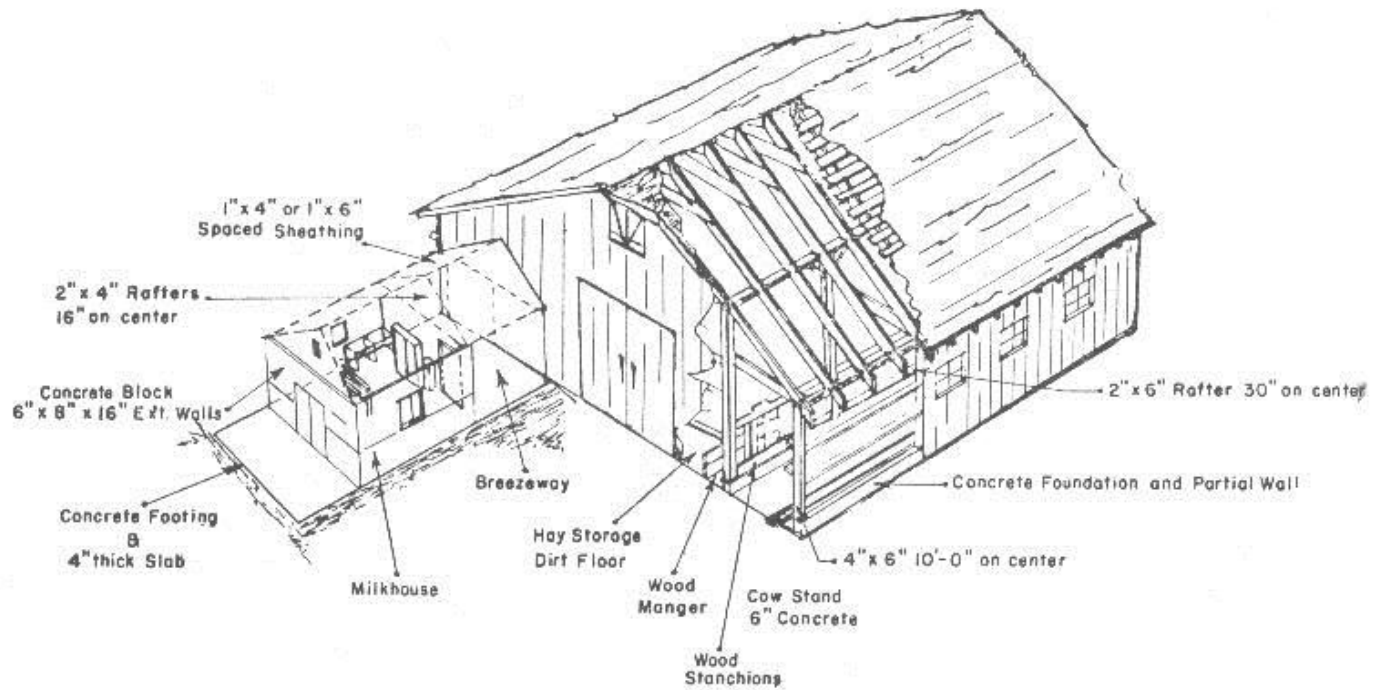 1"x 4" or 1"x 6"
Spaced Sheathing
2"x 4" Rafters
16" on center
Concrete Block
6"x 8"x 16" Ext. Walls
Concrete Footing
&
4" thick Slab
Milkhouse
Breezeway
Hay Storage
Dirt Floor
Wood
Manger
Cow Stand
6" Concrete
Wood
Stanchions
4"x 6" 10'-0" on center
Concrete Foundation and Partial Wall
2"x 6" Rafter 30" on center